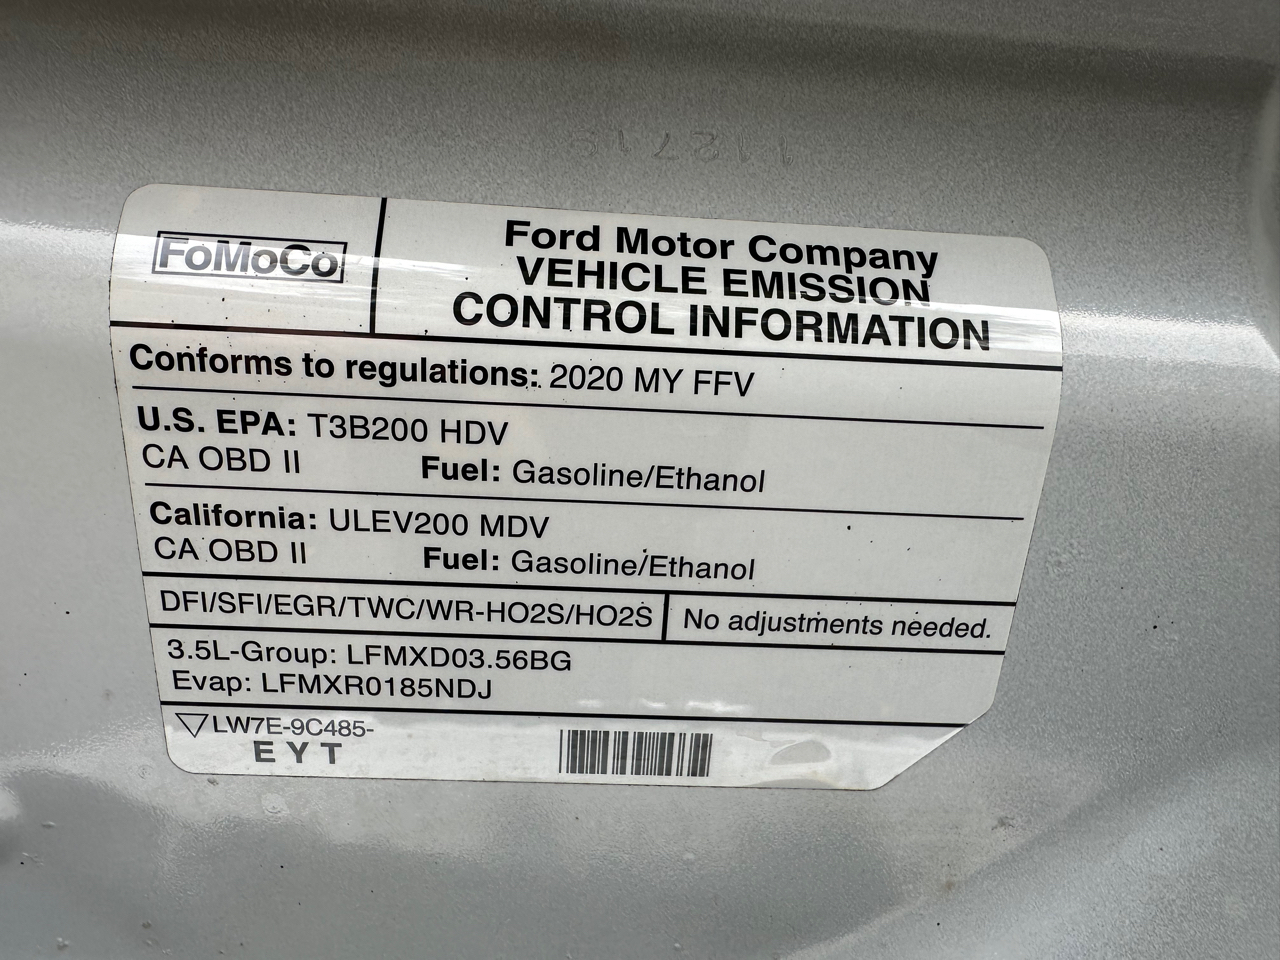 FoMoCo
Ford Motor Company
VEHICLE EMISSION
CONTROL INFORMATION
Conforms to regulations: 2020 MY FFV
U.S. EPA: T3B200 HDV
CA OBD II Fuel: Gasoline/Ethanol
California: ULEV200 MDV
CA OBD II Fuel: Gasoline/Ethanol
DFI/SFI/EGR/TWC/WR-HO2S/HO2S No adjustments needed.
3.5L-Group: LFMXD03.56BG
Evap: LFMXR0185NDJ
LW7E-9C485-
E Y T